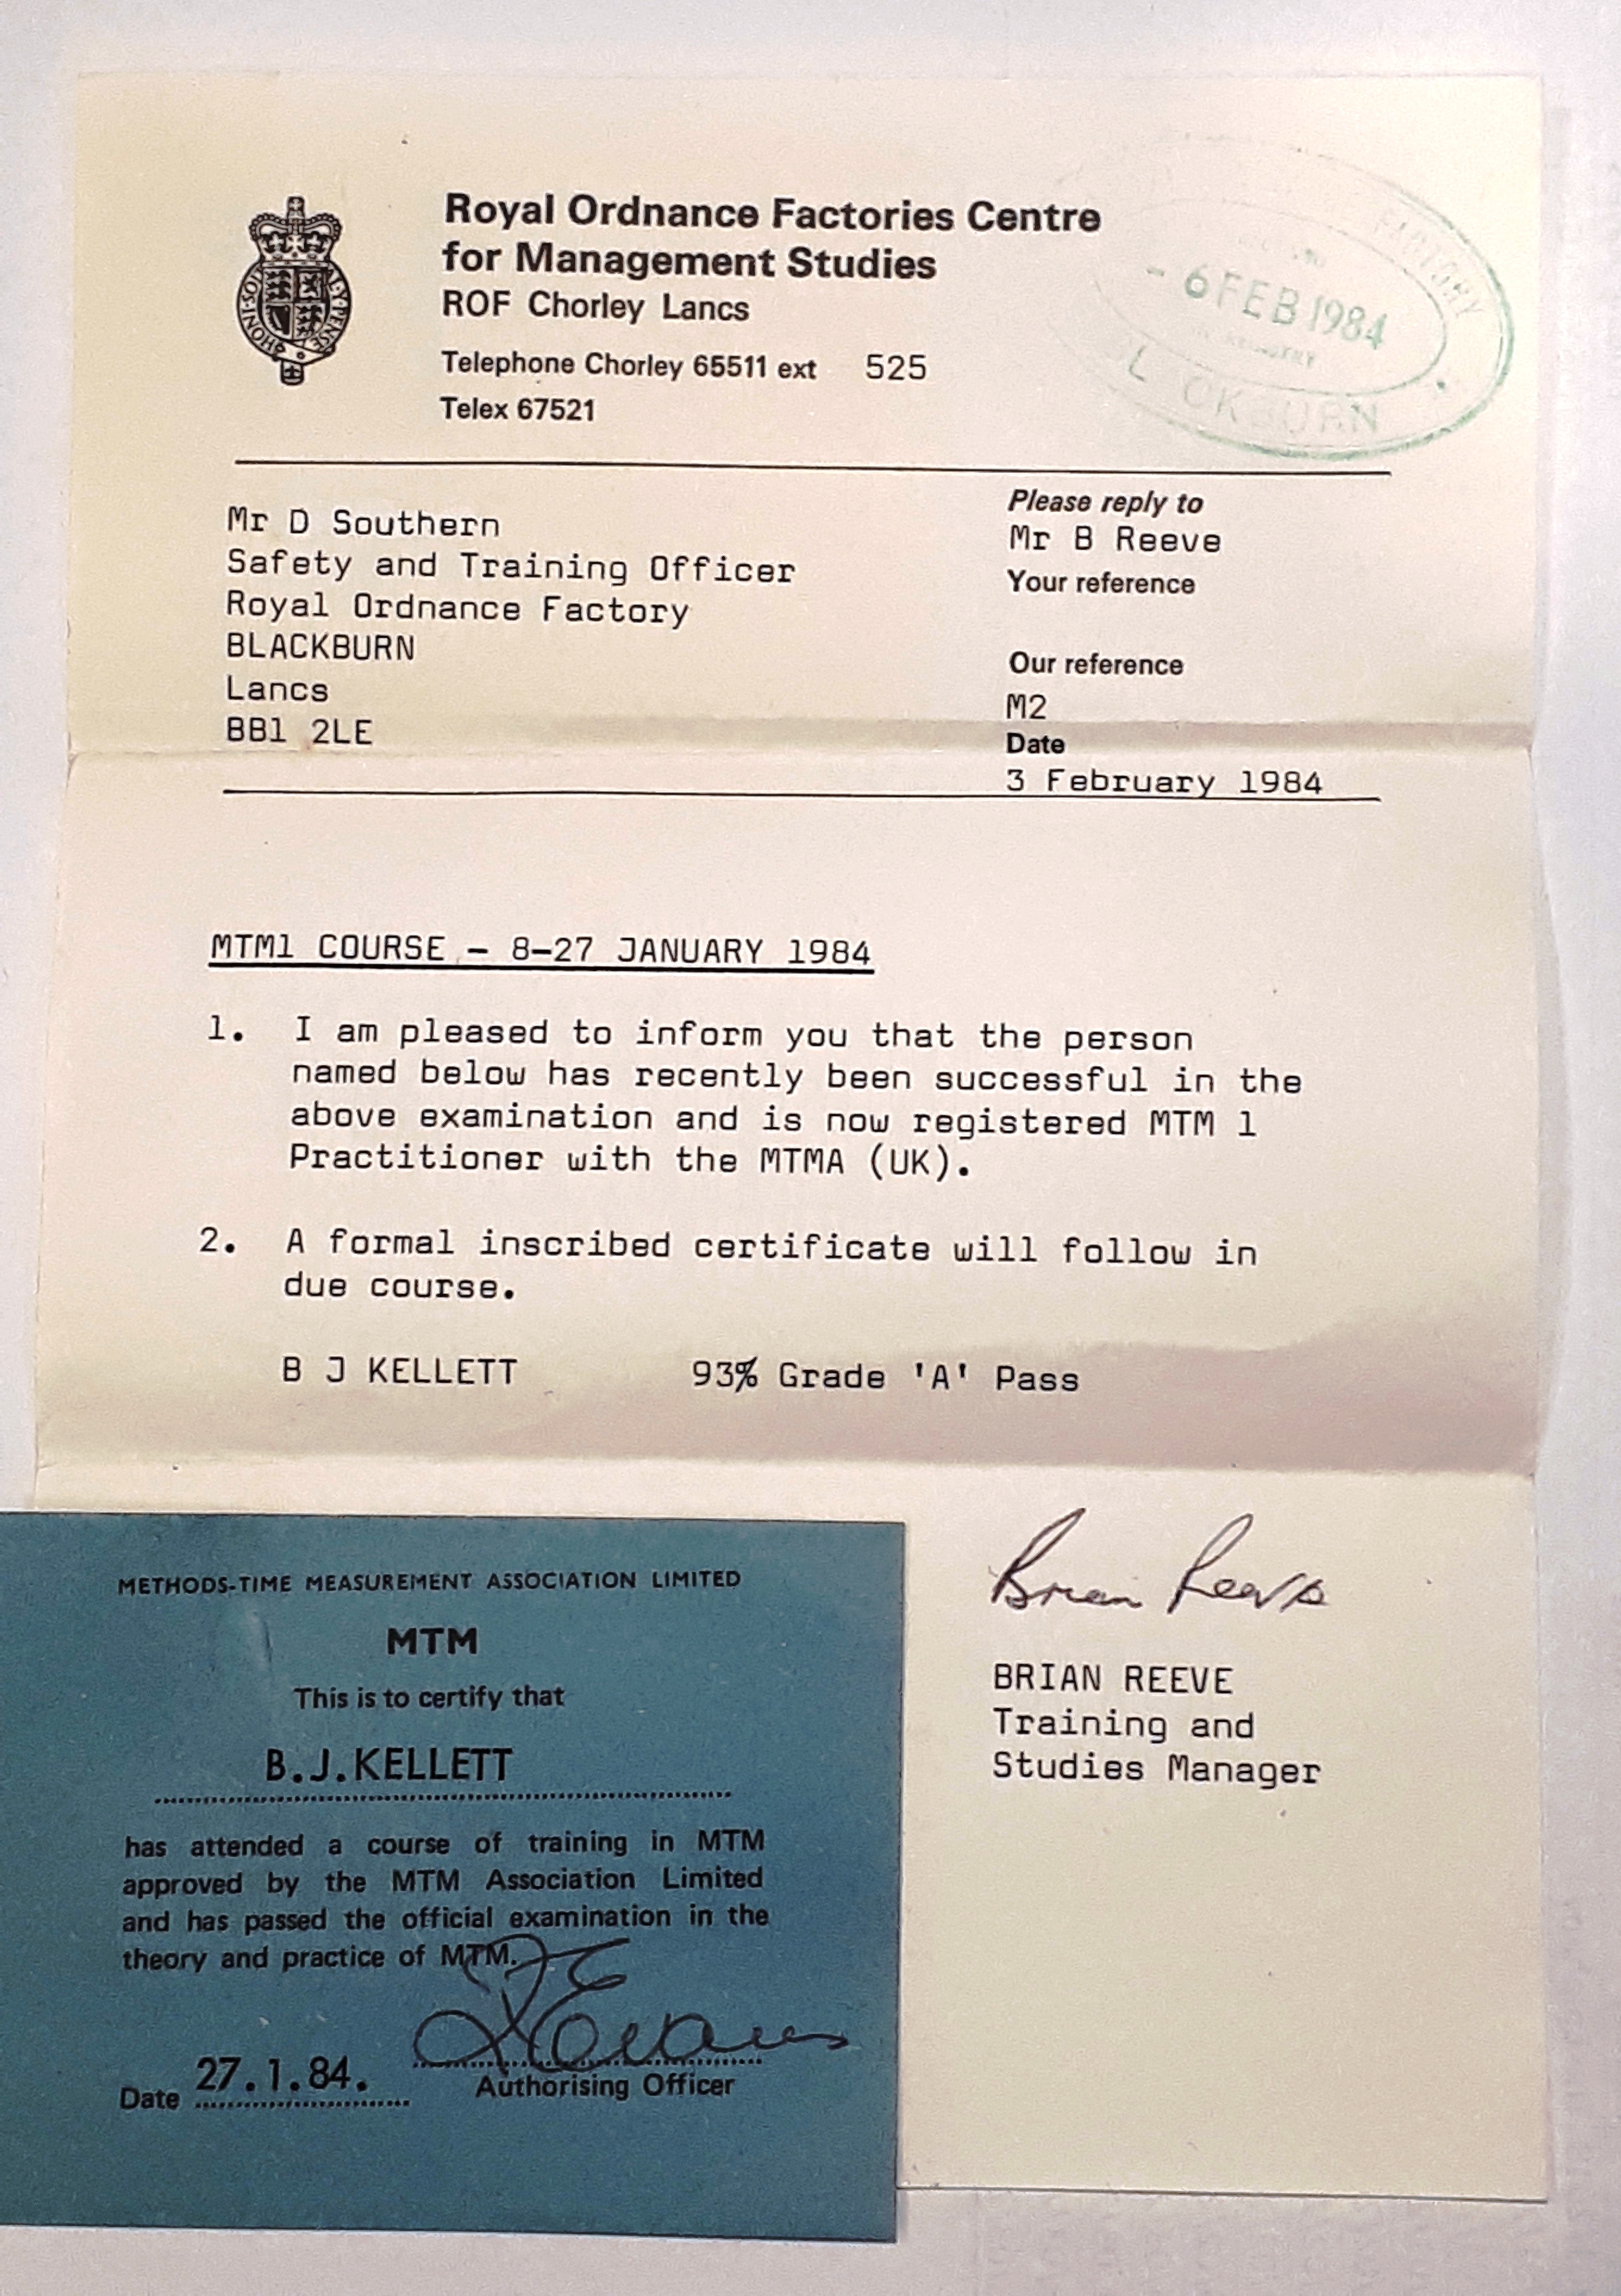 Royal Ordnance Factories Centre
for Management Studies
ROF Chorley Lancs
Telephone Chorley 65511 ext 525
Telex 67521
FACTORY
- 6 FEB 1984
REGISTRY
Mr D Southern
Safety and Training Officer
Royal Ordnance Factory
BLACKBURN
Lancs
BB1 2LE
Please reply to
Mr B Reeve
Your reference
Our reference
M2
Date
3 February 1984
MTM1 COURSE - 8-27 JANUARY 1984
1. I am pleased to inform you that the person
named below has recently been successful in the
above examination and is now registered MTM 1
Practitioner with the MTMA (UK).
2. A formal inscribed certificate will follow in
due course.
B J KELLETT 93% Grade 'A' Pass
Brian Reeve
BRIAN REEVE
Training and
Studies Manager
METHODS-TIME MEASUREMENT ASSOCIATION LIMITED
MTM
This is to certify that
B.J.KELLETT
has attended a course of training in MTM
approved by the MTM Association Limited
and has passed the official examination in the
theory and practice of MTM.
Date 27.1.84.
Authorising Officer